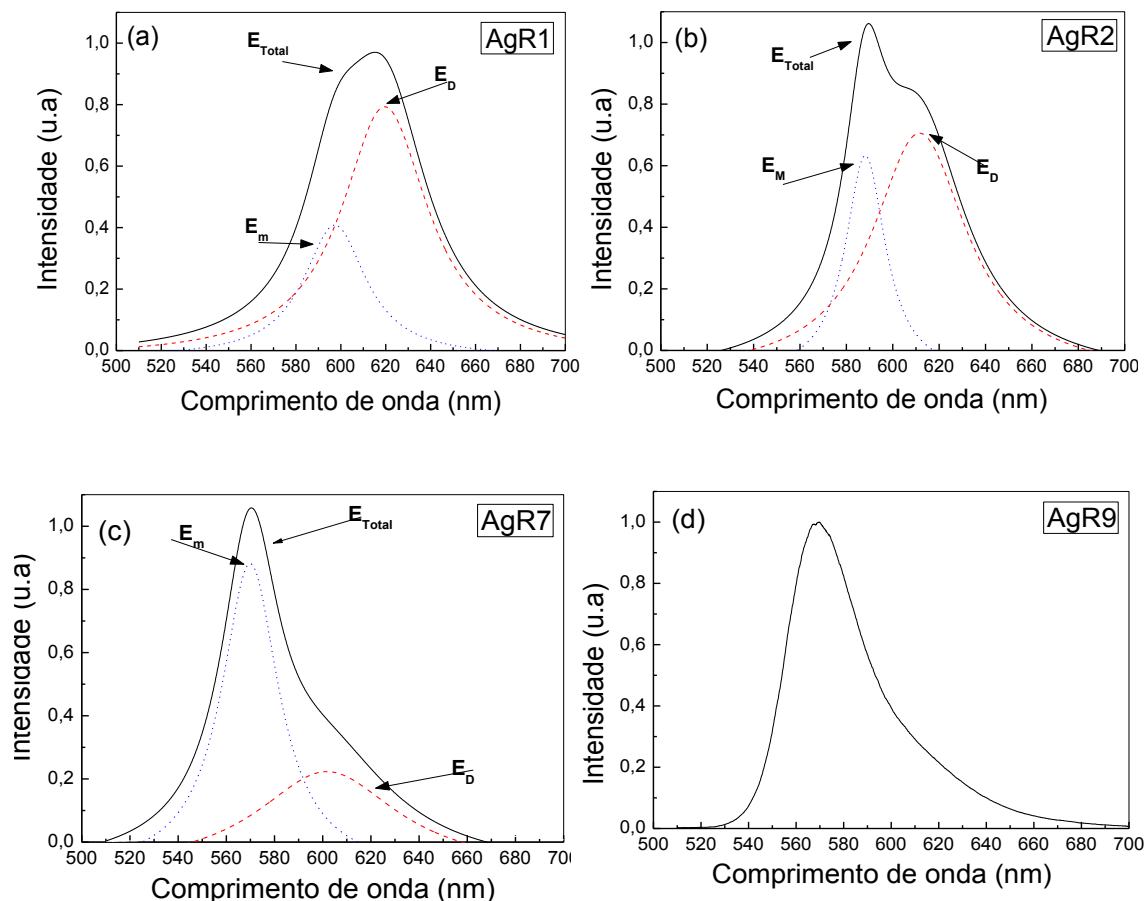 (a)
AgR1
E_Total
E_D
E_m
Intensidade (u.a)
1,0
0,8
0,6
0,4
0,2
0,0
500 520 540 560 580 600 620 640 660 680 700
Comprimento de onda (nm)
(b)
AgR2
E_Total
E_M
E_D
Intensidade (u.a)
1,0
0,8
0,6
0,4
0,2
0,0
500 520 540 560 580 600 620 640 660 680 700
Comprimento de onda (nm)
(c)
AgR7
E_m
E_Total
E_D
Intensidade (u.a)
1,0
0,8
0,6
0,4
0,2
0,0
500 520 540 560 580 600 620 640 660 680 700
Comprimento de onda (nm)
(d)
AgR9
Intensidade (u.a)
1,0
0,8
0,6
0,4
0,2
0,0
500 520 540 560 580 600 620 640 660 680 700
Comprimento de onda (nm)